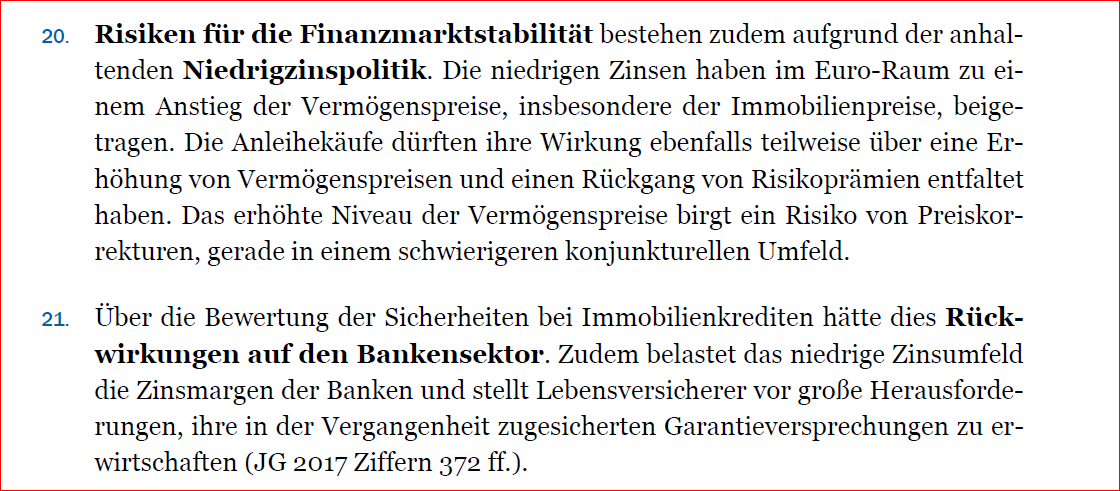 20. Risiken für die Finanzmarktstabilität bestehen zudem aufgrund der anhal-
tenden Niedrigzinspolitik. Die niedrigen Zinsen haben im Euro-Raum zu ei-
nem Anstieg der Vermögenspreise, insbesondere der Immobilienpreise, beige-
tragen. Die Anleihekäufe dürften ihre Wirkung ebenfalls teilweise über eine Er-
höhung von Vermögenspreisen und einen Rückgang von Risikoprämien entfaltet
haben. Das erhöhte Niveau der Vermögenspreise birgt ein Risiko von Preiskor-
rekturen, gerade in einem schwierigeren konjunkturellen Umfeld.
21. Über die Bewertung der Sicherheiten bei Immobilienkrediten hätte dies Rück-
wirkungen auf den Bankensektor. Zudem belastet das niedrige Zinsumfeld
die Zinsmargen der Banken und stellt Lebensversicherer vor große Herausforde-
rungen, ihre in der Vergangenheit zugesicherten Garantieversprechungen zu er-
wirtschaften (JG 2017 Ziffern 372 ff.).